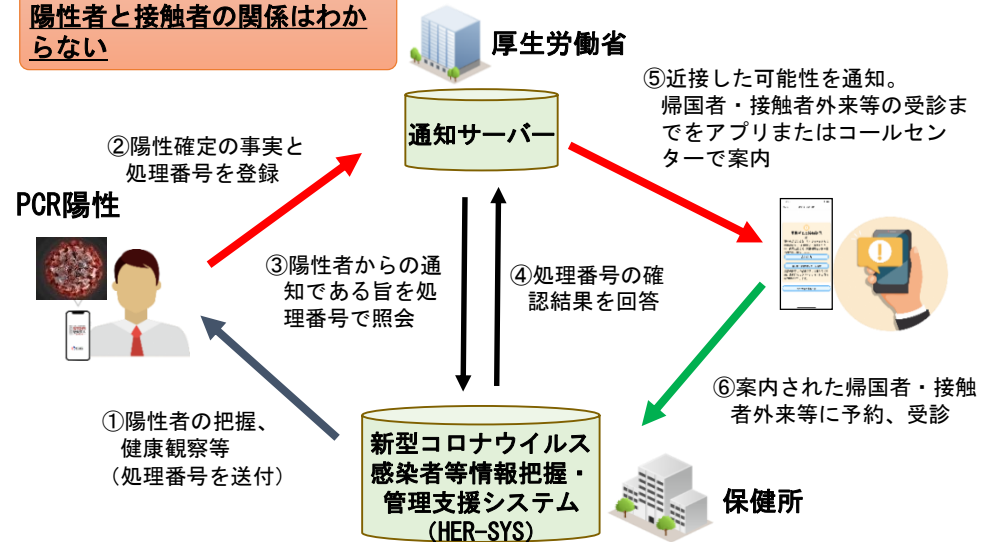 陽性者と接触者の関係はわか
らない
厚生労働省
通知サーバー
⑤近接した可能性を通知。
帰国者・接触者外来等の受診ま
でをアプリまたはコールセン
ターで案内
②陽性確定の事実と
処理番号を登録
PCR陽性
③陽性者からの通
知である旨を処
理番号で照会
④処理番号の確
認結果を回答
①陽性者の把握、
健康観察等
(処理番号を送付)
⑥案内された帰国者・接触
者外来等に予約、受診
新型コロナウイルス
感染者等情報把握・
管理支援システム
(HER-SYS)
保健所